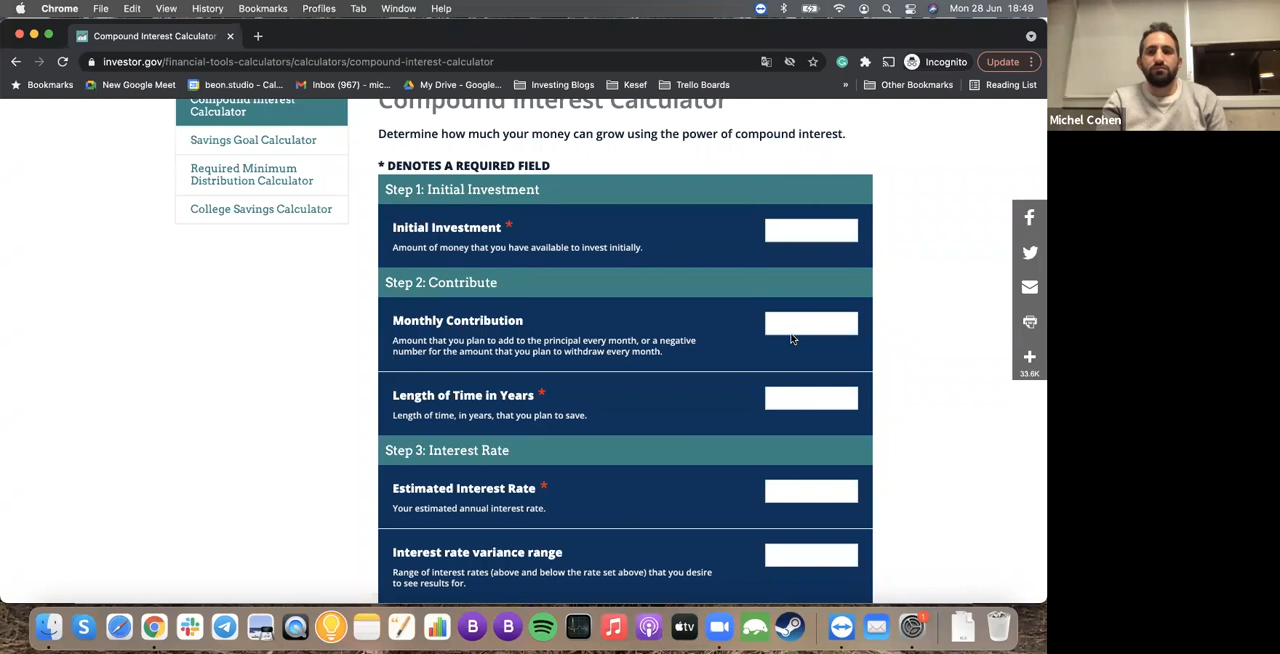 Chrome File Edit View History Bookmarks Profiles Tab Window Help Mon 28 Jun 18:49
Compound Interest Calculator
investor.gov/financial-tools-calculators/calculators/compound-interest-calculator Incognito Update
Bookmarks New Google Meet beon.studio - Cal... Inbox (967) - mic... My Drive - Google... Investing Blogs Kesef Trello Boards » Other Bookmarks Reading List
Michel Cohen
Compound Interest
Calculator
Savings Goal Calculator
Required Minimum
Distribution Calculator
College Savings Calculator
Compound Interest Calculator
Determine how much your money can grow using the power of compound interest.
* DENOTES A REQUIRED FIELD
Step 1: Initial Investment
Initial Investment *
Amount of money that you have available to invest initially.
Step 2: Contribute
Monthly Contribution
Amount that you plan to add to the principal every month, or a negative
number for the amount that you plan to withdraw every month.
Length of Time in Years *
Length of time, in years, that you plan to save.
Step 3: Interest Rate
Estimated Interest Rate *
Your estimated annual interest rate.
Interest rate variance range
Range of interest rates (above and below the rate set above) that you desire
to see results for.
33.6K
tv